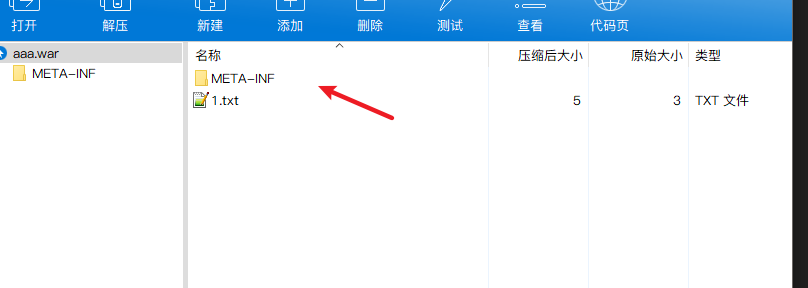 打开 解压 新建 添加 删除 测试 查看 代码页
aaa.war 名称 压缩后大小 原始大小 类型
META-INF META-INF
1.txt 5 3 TXT 文件